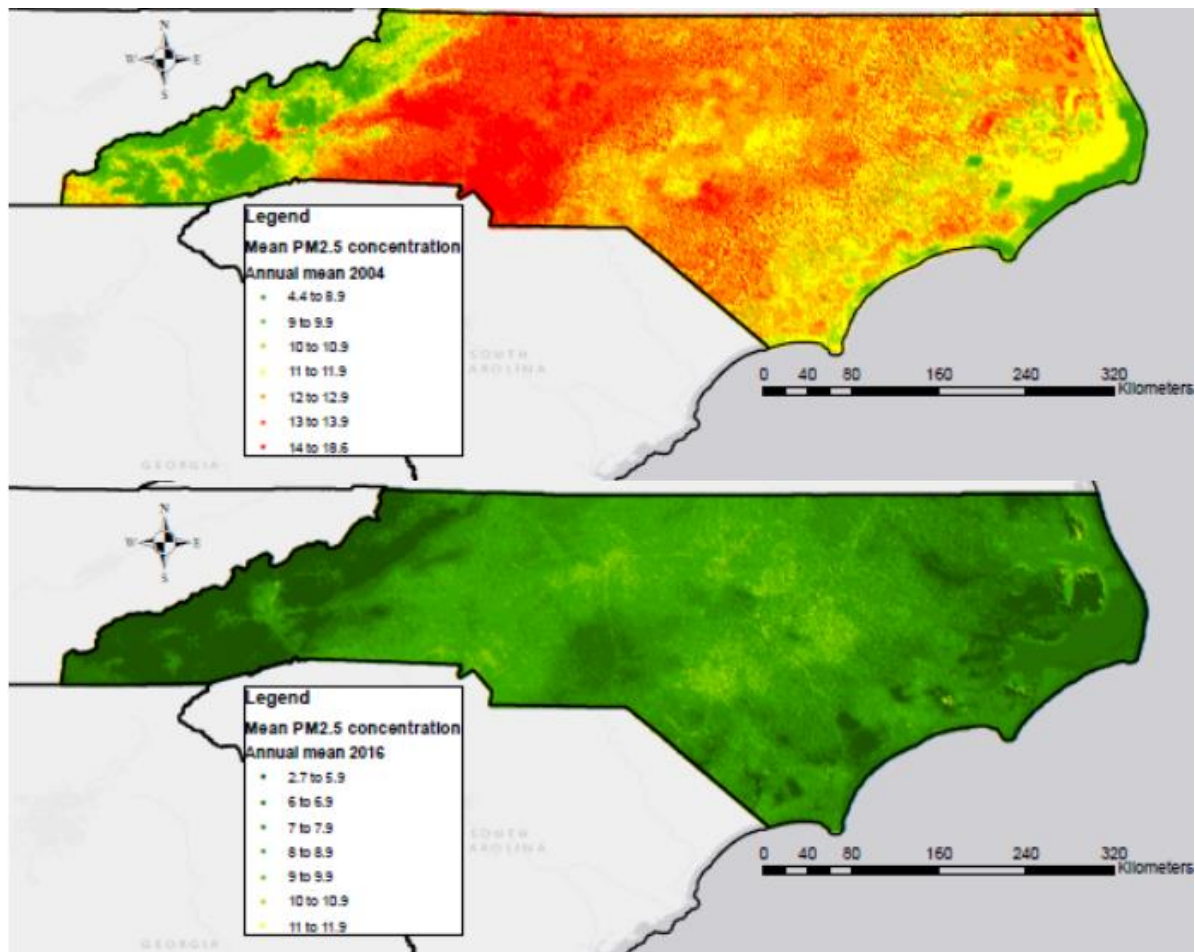 N
W E
S
Legend
Mean PM2.5 concentration
Annual mean 2004
4.4 to 8.9
9 to 9.9
10 to 10.9
11 to 11.9
12 to 12.9
13 to 13.9
14 to 18.6
SOUTH
AROLINA
GEORGIA
0 40 80 160 240 320
Kilometers
N
W E
S
Legend
Mean PM2.5 concentration
Annual mean 2016
2.7 to 5.9
6 to 6.9
7 to 7.9
8 to 8.9
9 to 9.9
10 to 10.9
11 to 11.9
SOUTH
AROLINA
GEORGIA
0 40 80 160 240 320
Kilometers